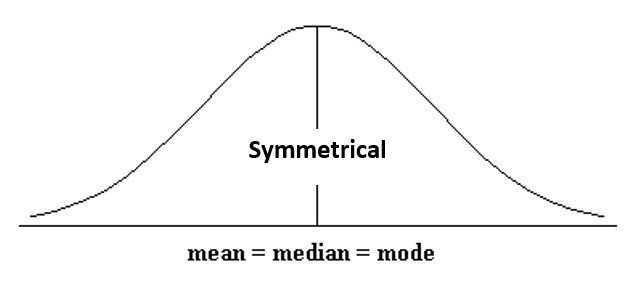 Symmetrical
mean = median = mode